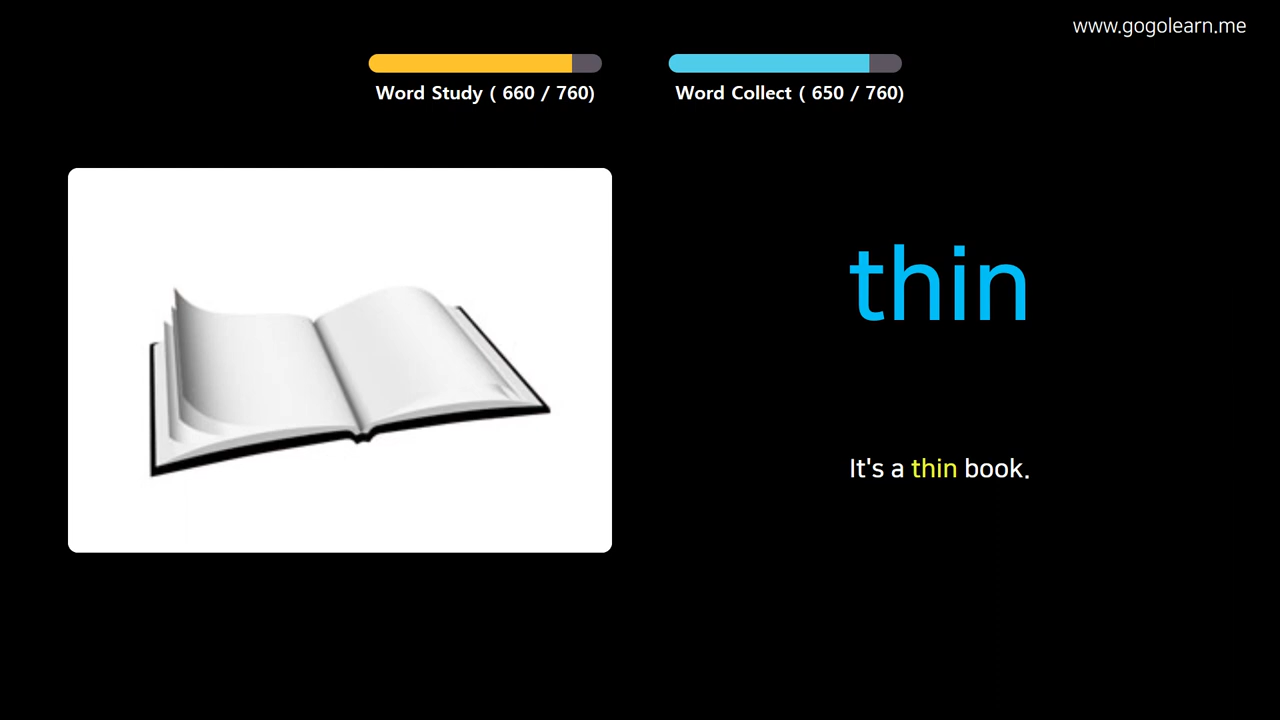 www.gogolearn.me
Word Study ( 660 / 760)
Word Collect ( 650 / 760)
thin
It's a thin book.